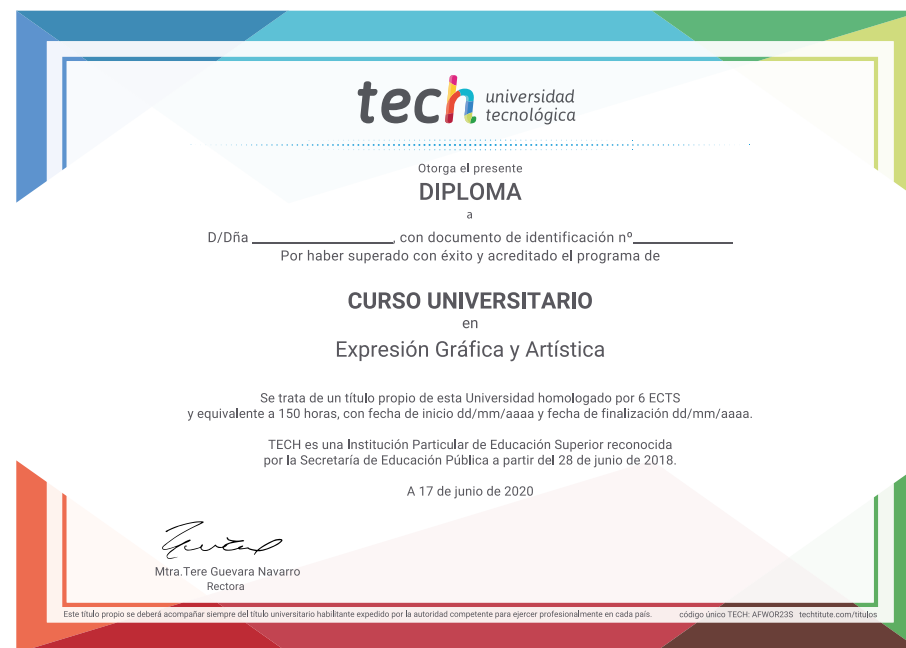 tech universidad
tecnológica
Otorga el presente
DIPLOMA
a
D/Dña ____________________, con documento de identificación nº______________
Por haber superado con éxito y acreditado el programa de
CURSO UNIVERSITARIO
en
Expresión Gráfica y Artística
Se trata de un título propio de esta Universidad homologado por 6 ECTS
y equivalente a 150 horas, con fecha de inicio dd/mm/aaaa y fecha de finalización dd/mm/aaaa.
TECH es una Institución Particular de Educación Superior reconocida
por la Secretaría de Educación Pública a partir del 28 de junio de 2018.
A 17 de junio de 2020
Mtra.Tere Guevara Navarro
Rectora
Este título propio se deberá acompañar siempre del título universitario habilitante expedido por la autoridad competente para ejercer profesionalmente en cada país. código único TECH: AFWOR23S techtitute.com/titulos